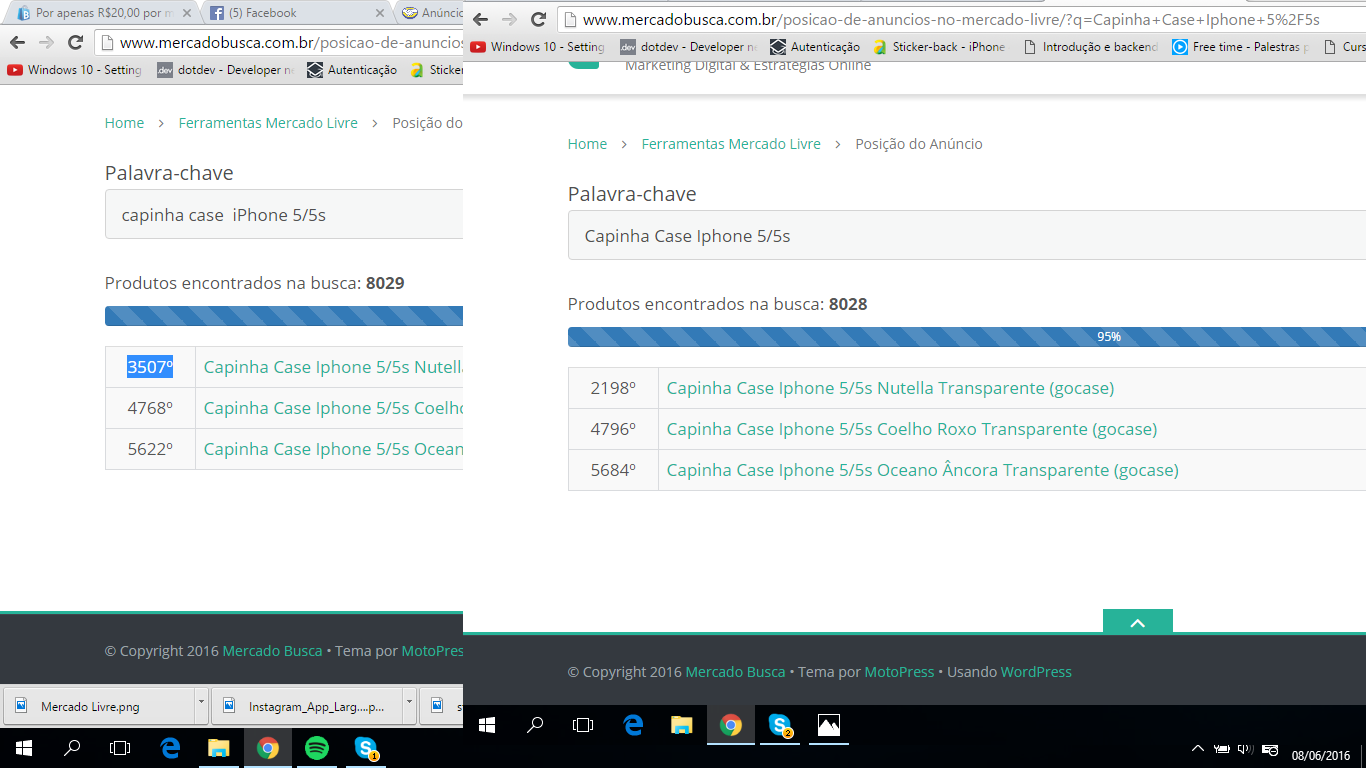 Por apenas R$20,00 por m
(5) Facebook
Anúncio
www.mercadobusca.com.br/posicao-de-anuncios
Windows 10 - Setting
dotdev - Developer n
Autenticação
Sticke
Home > Ferramentas Mercado Livre > Posição do
Palavra-chave
capinha case iPhone 5/5s
Produtos encontrados na busca: 8029
3507º Capinha Case Iphone 5/5s Nutell
4768º Capinha Case Iphone 5/5s Coelho
5622º Capinha Case Iphone 5/5s Ocean
© Copyright 2016 Mercado Busca • Tema por MotoPres
Mercado Livre.png
Instagram_App_Larg....p...
s
1
www.mercadobusca.com.br/posicao-de-anuncios-no-mercado-livre/?q=Capinha+Case+Iphone+5%2F5s
Windows 10 - Setting
.dev dotdev - Developer n
Autenticação
Sticker-back - iPhone
Introdução e backend
Free time - Palestras p
Curs
Marketing Digital & Estratégias Online
Home > Ferramentas Mercado Livre > Posição do Anúncio
Palavra-chave
Capinha Case Iphone 5/5s
Produtos encontrados na busca: 8028
95%
2198º Capinha Case Iphone 5/5s Nutella Transparente (gocase)
4796º Capinha Case Iphone 5/5s Coelho Roxo Transparente (gocase)
5684º Capinha Case Iphone 5/5s Oceano Âncora Transparente (gocase)
© Copyright 2016 Mercado Busca • Tema por MotoPress • Usando WordPress
2
08/06/2016